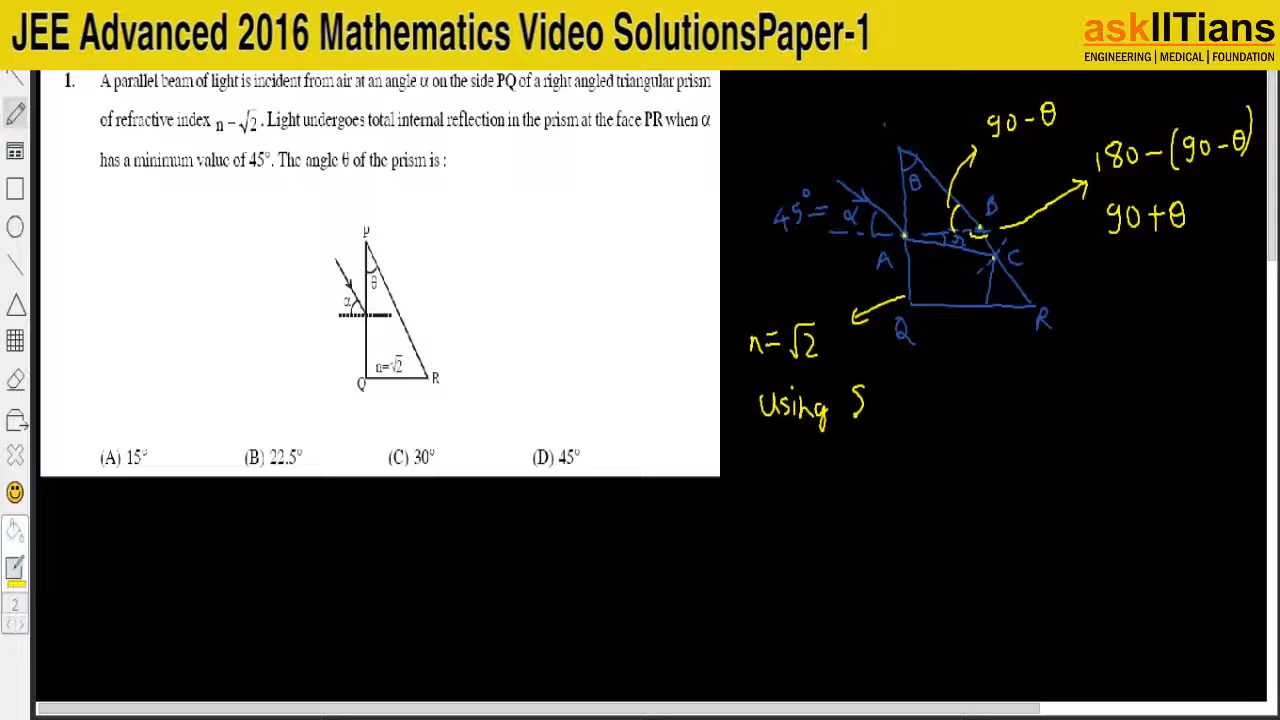 JEE Advanced 2016 Mathematics Video SolutionsPaper-1
askIITians
ENGINEERING | MEDICAL | FOUNDATION
1. A parallel beam of light is incident from air at an angle α on the side PQ of a right angled triangular prism
of refractive index n = √2. Light undergoes total internal reflection in the prism at the face PR when α
has a minimum value of 45°. The angle θ of the prism is :
P
θ
α
n=√2
Q
R
(A) 15°
(B) 22.5°
(C) 30°
(D) 45°
90-θ
180-(90-θ)
90+θ
θ
45°= α
B
A
C
Q
R
n=√2
Using S
2